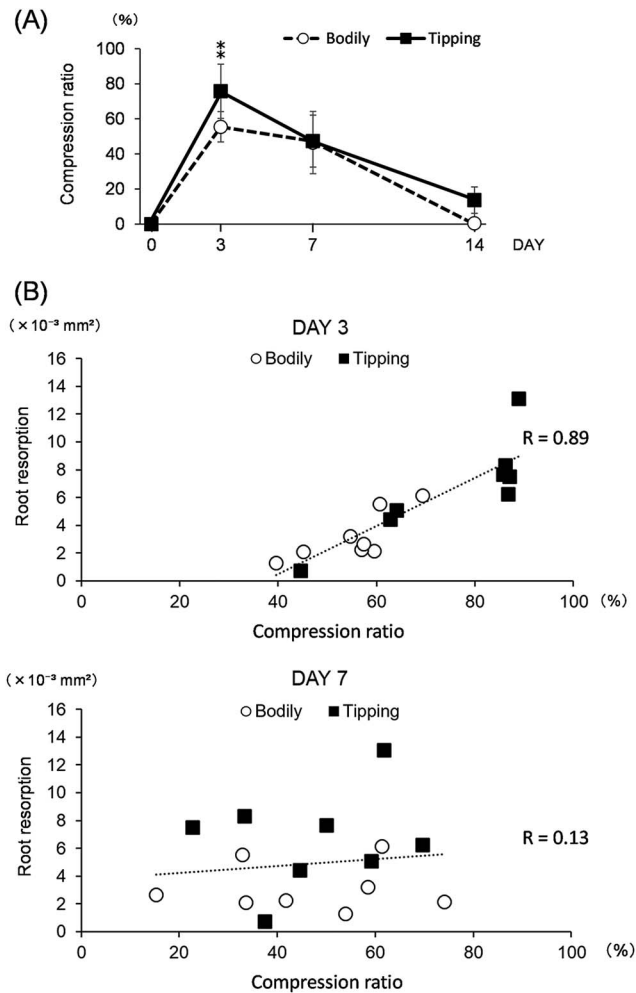 (A)
(%)
Bodily Tipping
**
100
80
60
40
20
0
Compression ratio
0 3 7 14 DAY
(B)
(×10⁻³ mm²)
DAY 3
Bodily Tipping
16
14
12
10
8
6
4
2
0
Root resorption
R = 0.89
0 20 40 60 80 100 (%)
Compression ratio
(×10⁻³ mm²)
DAY 7
Bodily Tipping
16
14
12
10
8
6
4
2
0
Root resorption
R = 0.13
0 20 40 60 80 100 (%)
Compression ratio